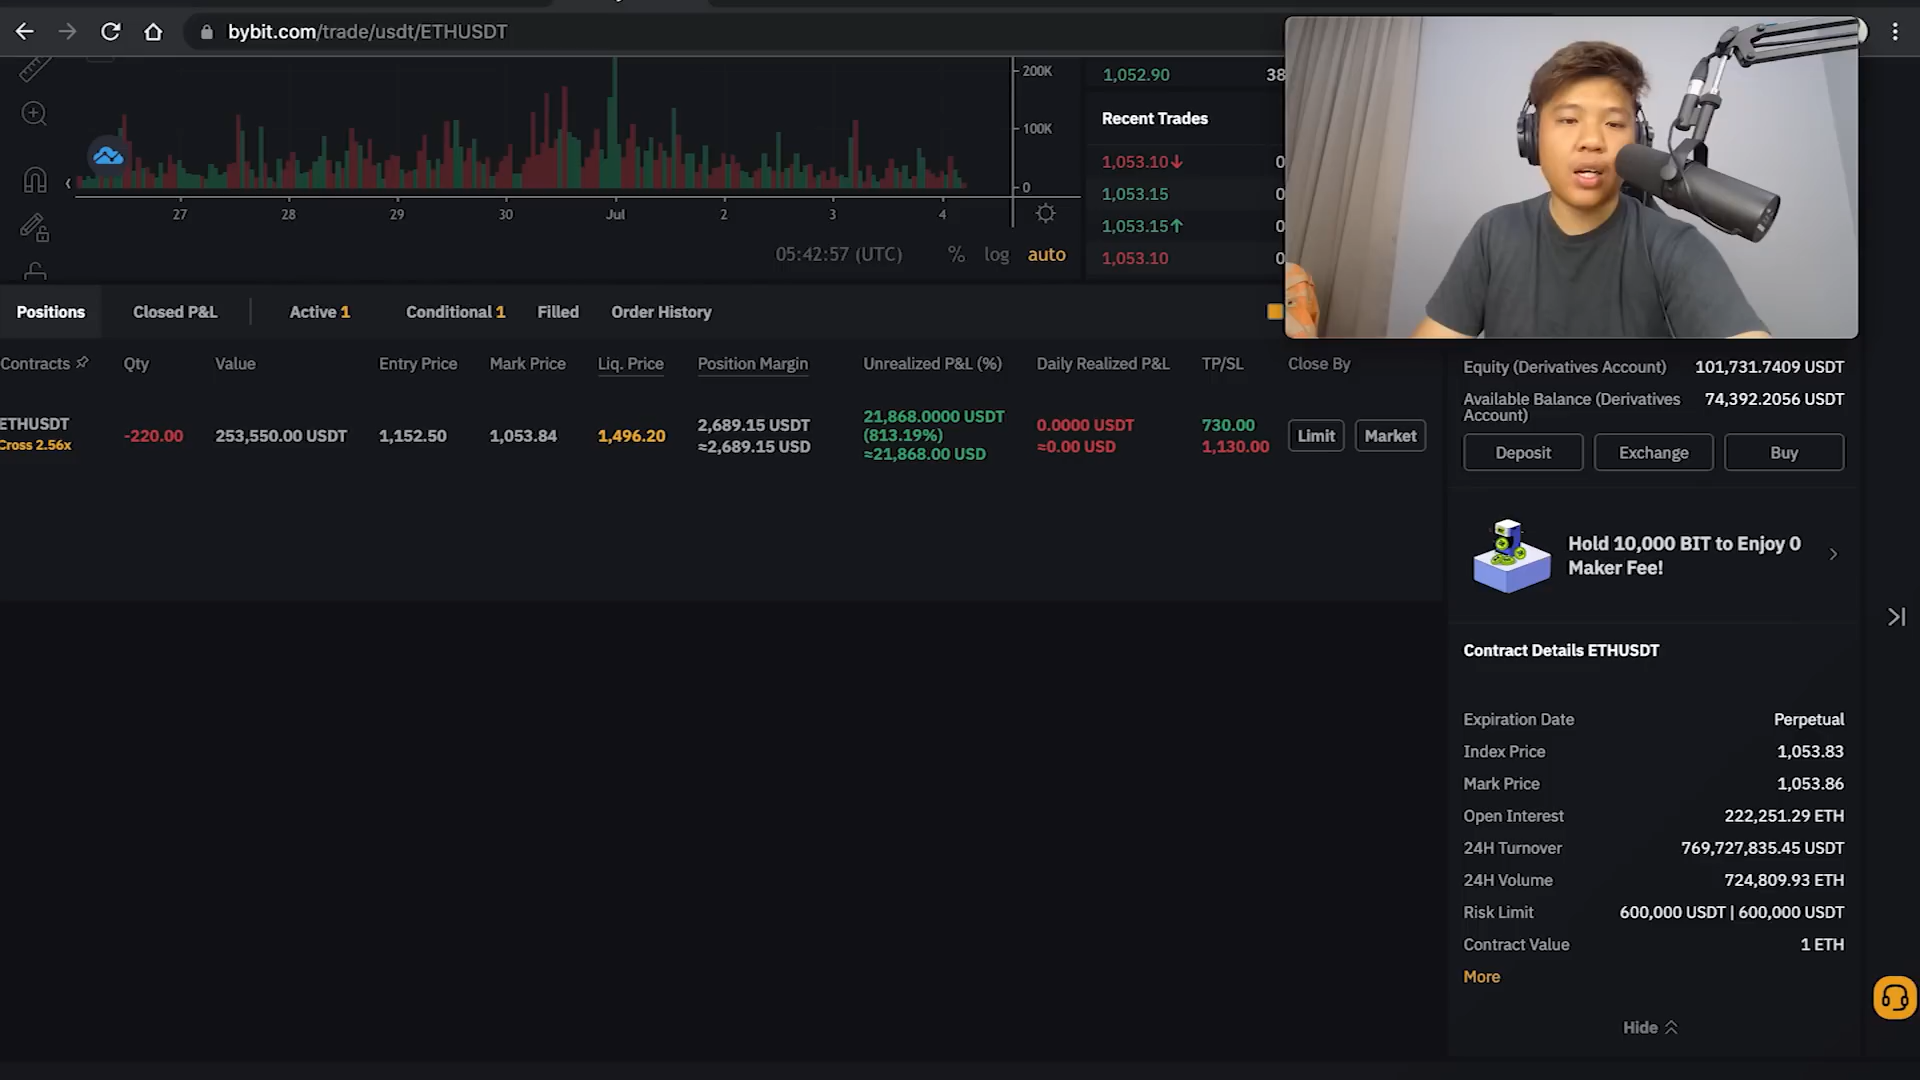 bybit.com/trade/usdt/ETHUSDT
200K
100K
0
27 28 29 30 Jul 2 3 4
05:42:57 (UTC) % log auto
1,052.90 38
Recent Trades
1,053.10↓ 0
1,053.15 0
1,053.15↑ 0
1,053.10 0
Positions Closed P&L Active 1 Conditional 1 Filled Order History
Contracts Qty Value Entry Price Mark Price Liq. Price Position Margin Unrealized P&L (%) Daily Realized P&L TP/SL Close By
ETHUSDT
Cross 2.56x
-220.00
253,550.00 USDT
1,152.50
1,053.84
1,496.20
2,689.15 USDT
≈2,689.15 USD
21,868.0000 USDT
(813.19%)
≈21,868.00 USD
0.0000 USDT
≈0.00 USD
730.00
1,130.00
Limit
Market
Equity (Derivatives Account) 101,731.7409 USDT
Available Balance (Derivatives
Account)
74,392.2056 USDT
Deposit Exchange Buy
Hold 10,000 BIT to Enjoy 0
Maker Fee!
Contract Details ETHUSDT
Expiration Date Perpetual
Index Price 1,053.83
Mark Price 1,053.86
Open Interest 222,251.29 ETH
24H Turnover 769,727,835.45 USDT
24H Volume 724,809.93 ETH
Risk Limit 600,000 USDT | 600,000 USDT
Contract Value 1 ETH
More
Hide